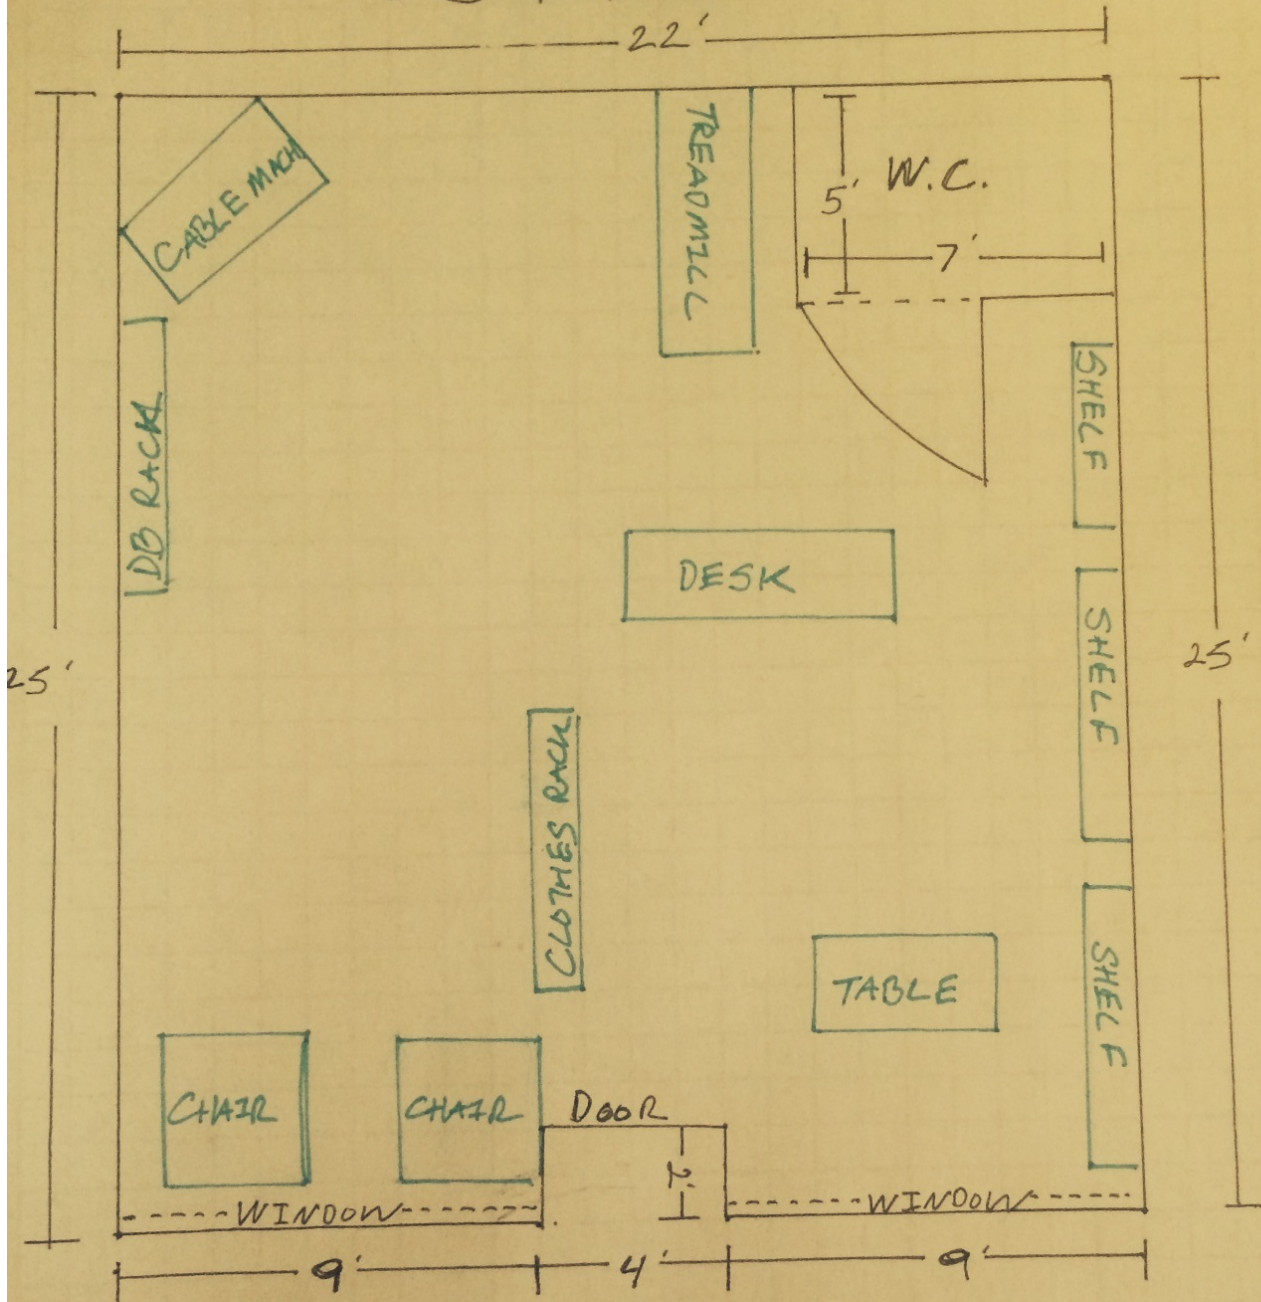 22'
TREADMILL
W.C.
5'
7'
CABLE MACH
SHELF
DB RACK
DESK
SHELF
25'
25'
CLOTHES RACK
SHELF
TABLE
CHAIR
CHAIR
DOOR
2'
WINDOW
WINDOW
9'
4'
9'